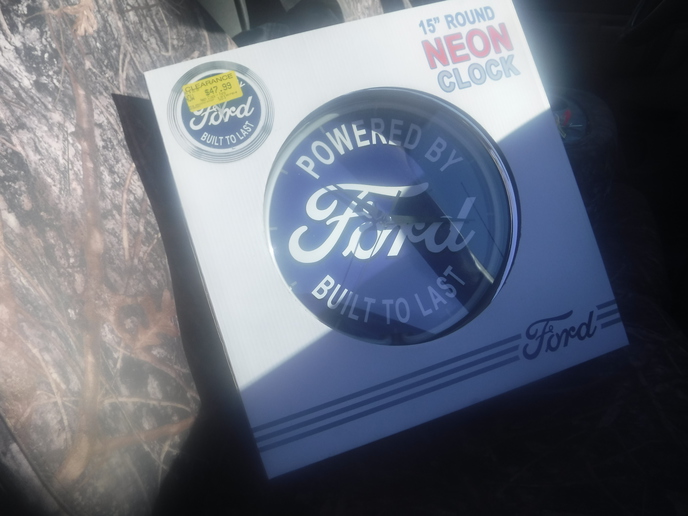 15" ROUND
NEON
CLOCK
CLEARANCE
$47.99
Ford
BUILT TO LAST
POWERED BY
Ford
BUILT TO LAST
Ford